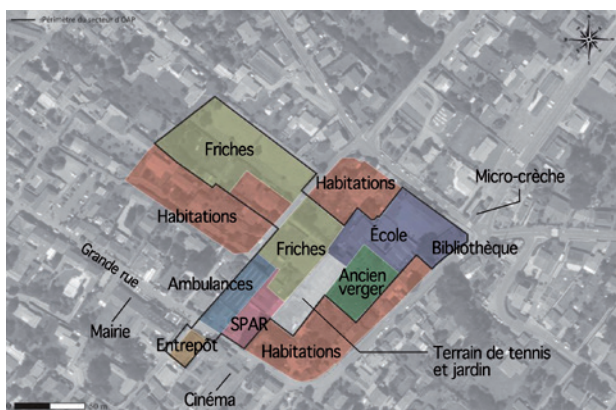 Périmètre du secteur d'OAP
Friches
Habitations
Micro-crèche
Habitations
École
Friches
Bibliothèque
Grande rue
Ambulances
Ancien
verger
Mairie
SPAR
Entrepôt
Habitations
Terrain de tennis
et jardin
Cinéma